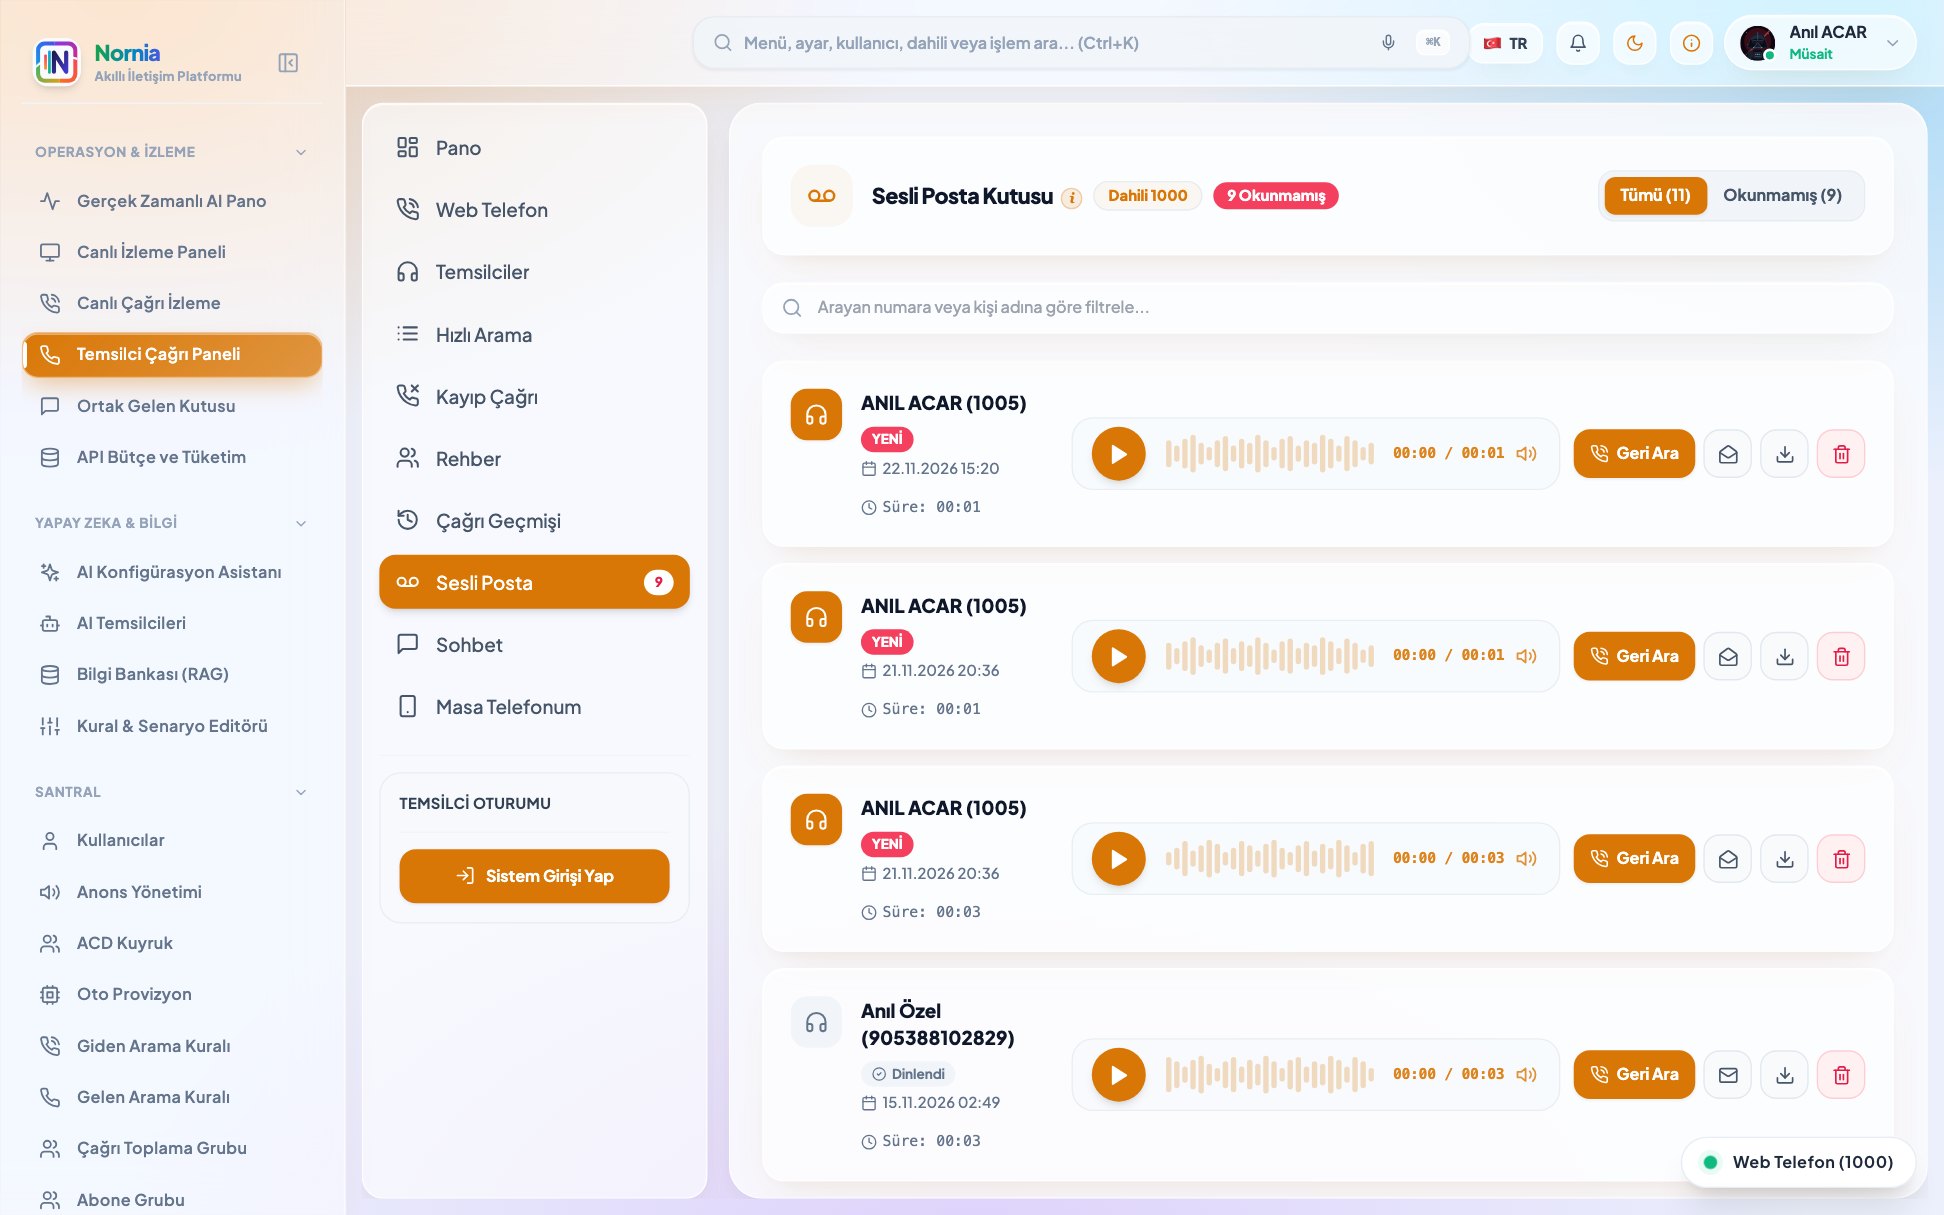 Nornia
Akıllı İletişim Platformu
OPERASYON & İZLEME
Gerçek Zamanlı AI Pano
Canlı İzleme Paneli
Canlı Çağrı İzleme
Temsilci Çağrı Paneli
Ortak Gelen Kutusu
API Bütçe ve Tüketim
YAPAY ZEKA & BİLGİ
AI Konfigürasyon Asistanı
AI Temsilcileri
Bilgi Bankası (RAG)
Kural & Senaryo Editörü
SANTRAL
Kullanıcılar
Anons Yönetimi
ACD Kuyruk
Oto Provizyon
Giden Arama Kuralı
Gelen Arama Kuralı
Çağrı Toplama Grubu
Abone Grubu
Menü, ayar, kullanıcı, dahili veya işlem ara... (Ctrl+K)
⌘K
TR
Anıl ACAR
Müsait
Pano
Web Telefon
Temsilciler
Hızlı Arama
Kayıp Çağrı
Rehber
Çağrı Geçmişi
Sesli Posta 9
Sohbet
Masa Telefonum
TEMSİLCİ OTURUMU
Sistem Girişi Yap
Sesli Posta Kutusu i Dahili 1000 9 Okunmamış
Tümü (11) Okunmamış (9)
Arayan numara veya kişi adına göre filtrele...
ANIL ACAR (1005)
YENİ
22.11.2026 15:20
Süre: 00:01
00:00 / 00:01
Geri Ara
ANIL ACAR (1005)
YENİ
21.11.2026 20:36
Süre: 00:01
00:00 / 00:01
Geri Ara
ANIL ACAR (1005)
YENİ
21.11.2026 20:36
Süre: 00:03
00:00 / 00:03
Geri Ara
Anıl Özel
(905388102829)
Dinlendi
15.11.2026 02:49
Süre: 00:03
00:00 / 00:03
Geri Ara
Web Telefon (1000)